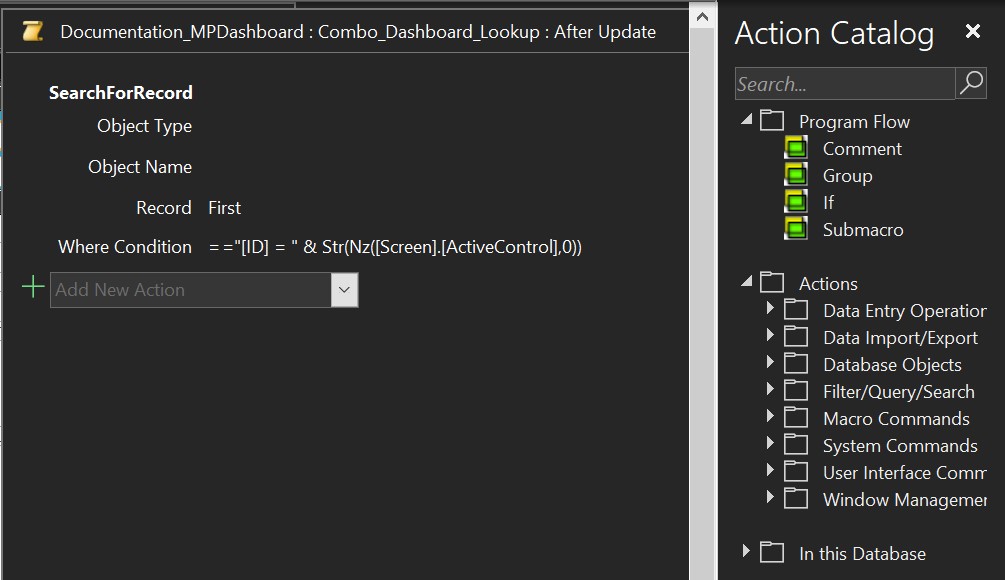 Documentation_MPDashboard : Combo_Dashboard_Lookup : After Update
SearchForRecord
Object Type
Object Name
Record First
Where Condition = ="[ID] = " & Str(Nz([Screen].[ActiveControl],0))
Add New Action
Action Catalog
Search...
Program Flow
Comment
Group
If
Submacro
Actions
Data Entry Operation
Data Import/Export
Database Objects
Filter/Query/Search
Macro Commands
System Commands
User Interface Comm
Window Managemen
In this Database